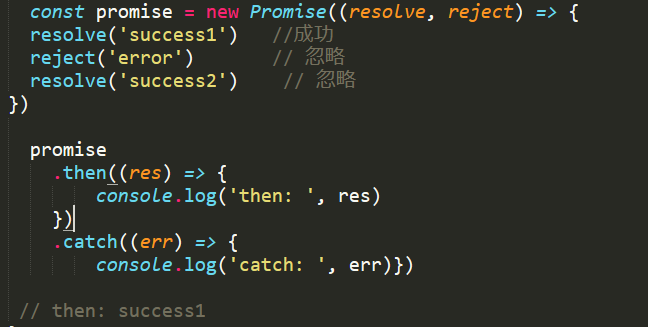 const promise = new Promise((resolve, reject) => {
resolve('success1')   //成功
reject('error')       // 忽略
resolve('success2')    // 忽略
})
promise
.then((res) => {
console.log('then: ', res)
})
.catch((err) => {
console.log('catch: ', err)})
// then: success1